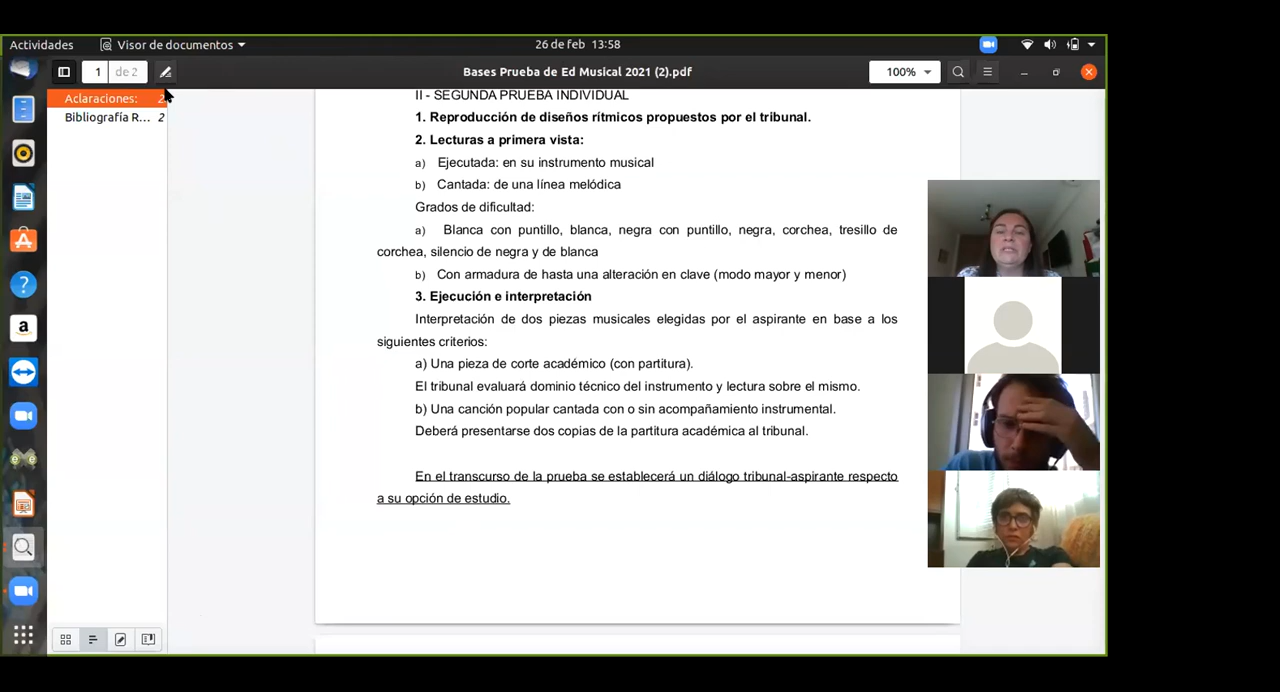 Actividades
Visor de documentos
26 de feb 13:58
1
de 2
Bases Prueba de Ed Musical 2021 (2).pdf
100%
Aclaraciones: 2
Bibliografía R... 2
II - SEGUNDA PRUEBA INDIVIDUAL
1. Reproducción de diseños rítmicos propuestos por el tribunal.
2. Lecturas a primera vista:
a) Ejecutada: en su instrumento musical
b) Cantada: de una línea melódica
Grados de dificultad:
a) Blanca con puntillo, blanca, negra con puntillo, negra, corchea, tresillo de
corchea, silencio de negra y de blanca
b) Con armadura de hasta una alteración en clave (modo mayor y menor)
3. Ejecución e interpretación
Interpretación de dos piezas musicales elegidas por el aspirante en base a los
siguientes criterios:
a) Una pieza de corte académico (con partitura).
El tribunal evaluará dominio técnico del instrumento y lectura sobre el mismo.
b) Una canción popular cantada con o sin acompañamiento instrumental.
Deberá presentarse dos copias de la partitura académica al tribunal.
En el transcurso de la prueba se establecerá un diálogo tribunal-aspirante respecto
a su opción de estudio.